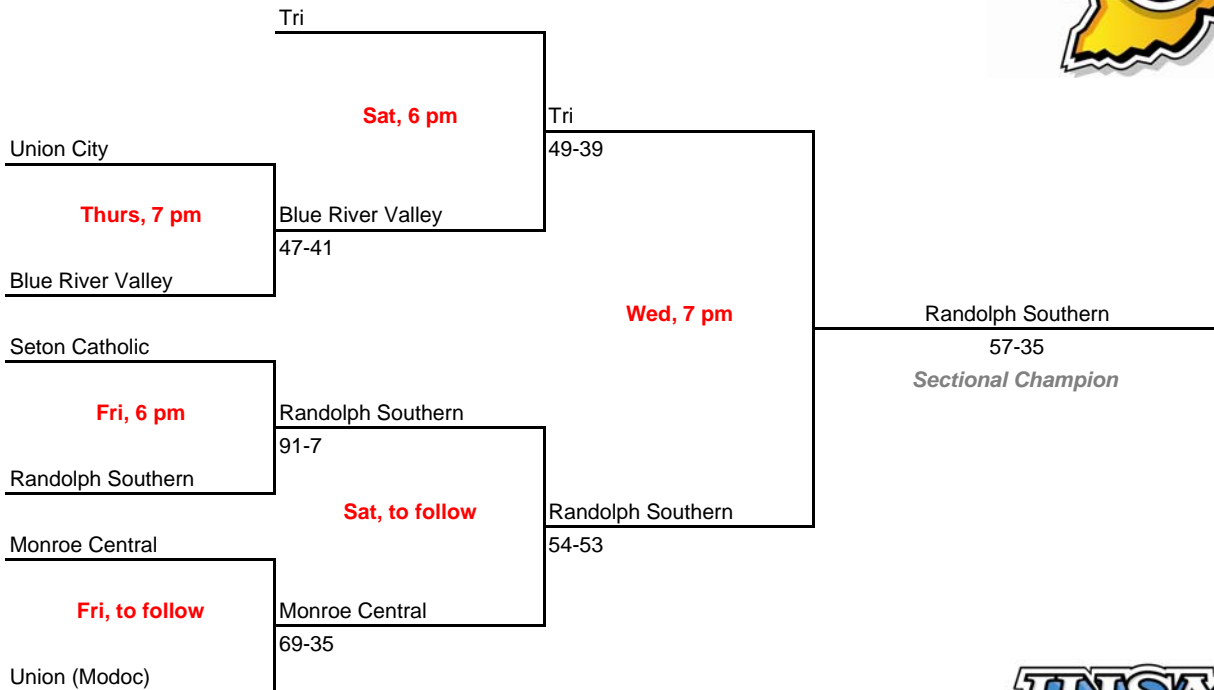 Tri
Sat, 6 pm
Tri
Union City
49-39
Thurs, 7 pm
Blue River Valley
47-41
Blue River Valley
Wed, 7 pm
Randolph Southern
Seton Catholic
57-35
Sectional Champion
Fri, 6 pm
Randolph Southern
91-7
Randolph Southern
Sat, to follow
Randolph Southern
Monroe Central
54-53
Fri, to follow
Monroe Central
69-35
Union (Modoc)